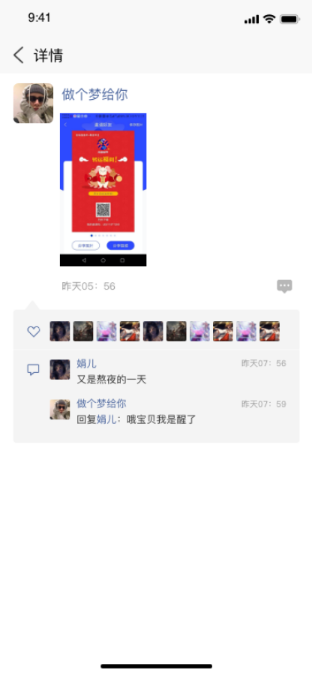 9:41
详情
做个梦给你
昨天05：56
娟儿
昨天07：56
又是熬夜的一天
做个梦给你
昨天07：59
回复娟儿：哦宝贝我是醒了